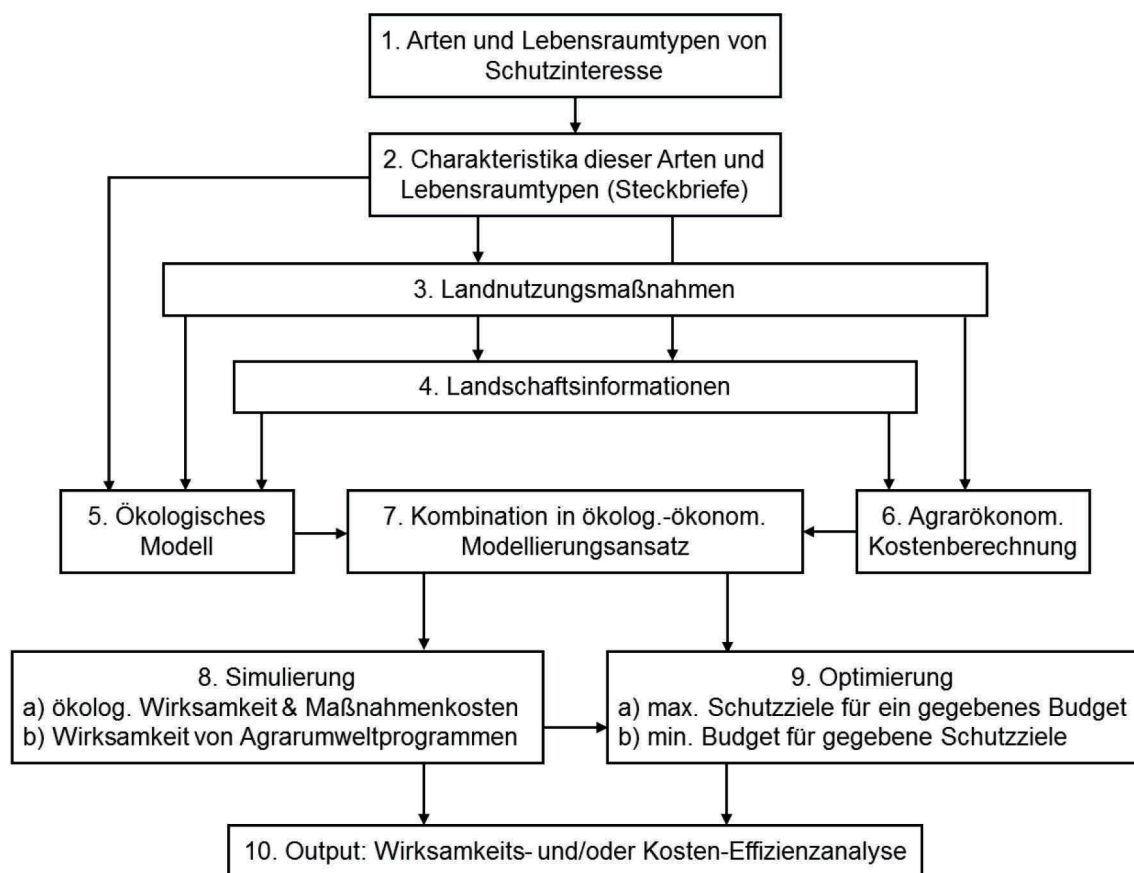 1. Arten und Lebensraumtypen von
Schutzinteresse
2. Charakteristika dieser Arten und
Lebensraumtypen (Steckbriefe)
3. Landnutzungsmaßnahmen
4. Landschaftsinformationen
5. Ökologisches
Modell
7. Kombination in ökolog.-ökonom.
Modellierungsansatz
6. Agrarökonom.
Kostenberechnung
8. Simulierung
a) ökolog. Wirksamkeit & Maßnahmenkosten
b) Wirksamkeit von Agrarumweltprogrammen
9. Optimierung
a) max. Schutzziele für ein gegebenes Budget
b) min. Budget für gegebene Schutzziele
10. Output: Wirksamkeits- und/oder Kosten-Effizienzanalyse